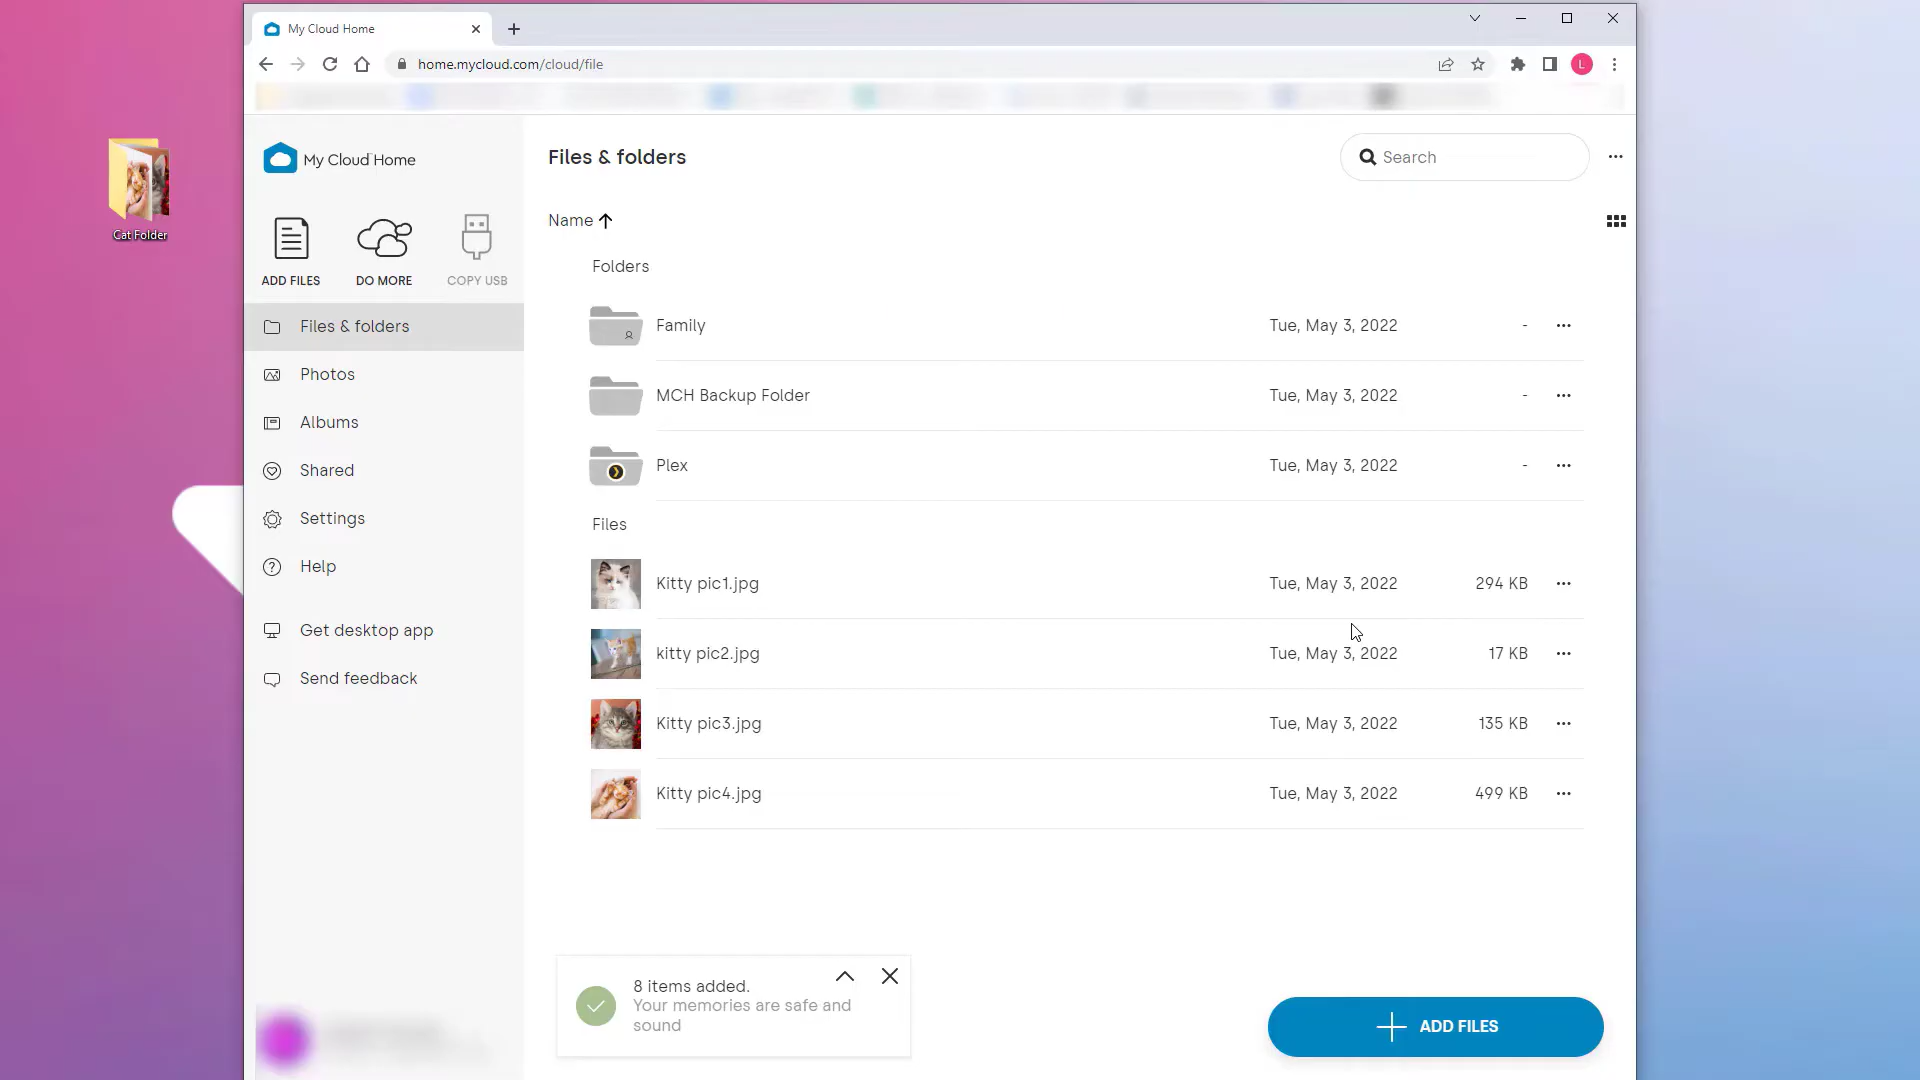 My Cloud Home
home.mycloud.com/cloud/file
L
Cat Folder
My Cloud Home
ADD FILES
DO MORE
COPY USB
Files & folders
Photos
Albums
Shared
Settings
Help
Get desktop app
Send feedback
Files & folders
Search
Name
Folders
Family Tue, May 3, 2022 -
MCH Backup Folder Tue, May 3, 2022 -
Plex Tue, May 3, 2022 -
Files
Kitty pic1.jpg Tue, May 3, 2022 294 KB
kitty pic2.jpg Tue, May 3, 2022 17 KB
Kitty pic3.jpg Tue, May 3, 2022 135 KB
Kitty pic4.jpg Tue, May 3, 2022 499 KB
8 items added.
Your memories are safe and
sound
ADD FILES